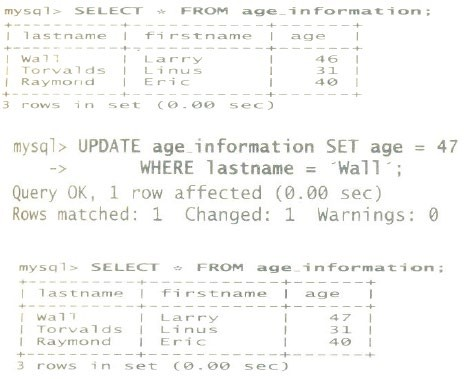 mysql> SELECT * FROM age_information;
+----------+-----------+------+
| lastname | firstname | age |
+----------+-----------+------+
| Wall | Larry | 46 |
| Torvalds | Linus | 31 |
| Raymond | Eric | 40 |
+----------+-----------+------+
3 rows in set (0.00 sec)
mysql> UPDATE age_information SET age = 47
-> WHERE lastname = ´Wall´;
Query OK, 1 row affected (0.00 sec)
Rows matched: 1 Changed: 1 Warnings: 0
mysql> SELECT * FROM age_information;
+----------+-----------+------+
| lastname | firstname | age |
+----------+-----------+------+
| Wall | Larry | 47 |
| Torvalds | Linus | 31 |
| Raymond | Eric | 40 |
+----------+-----------+------+
3 rows in set (0.00 sec)